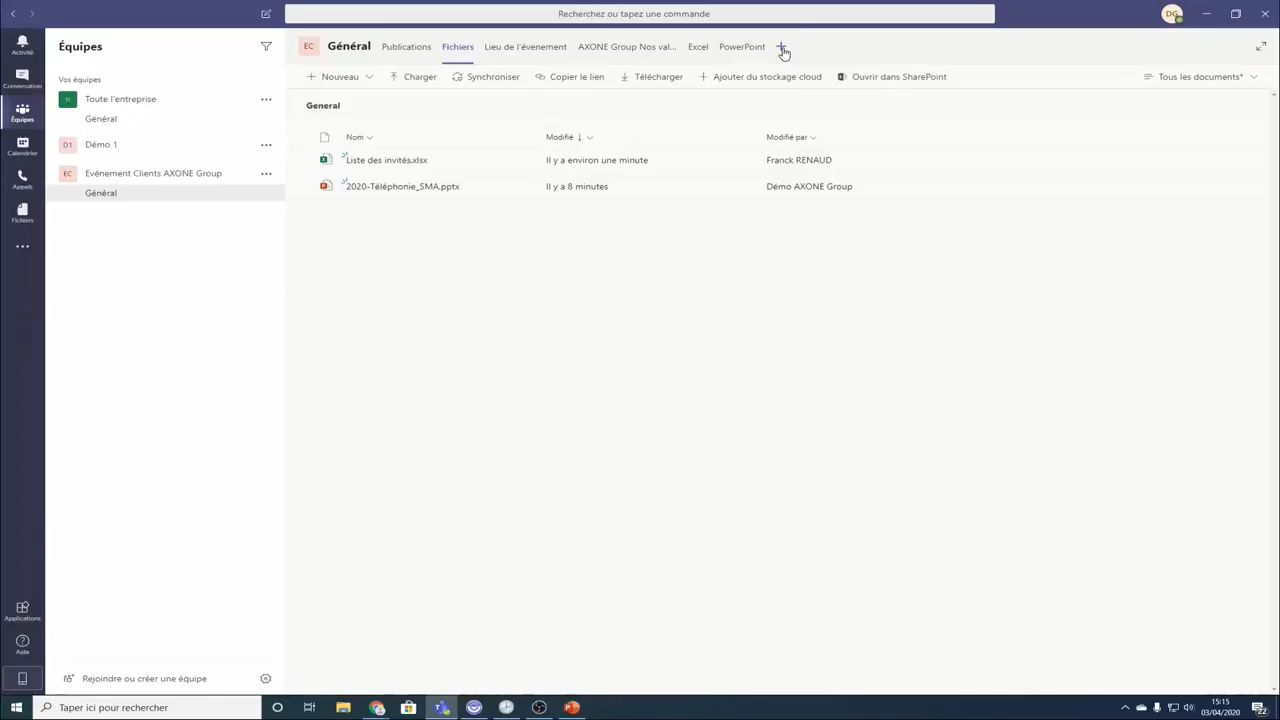 Recherchez ou tapez une commande
DG
Activité
Conversation
Équipes
Calendrier
Appels
Fichiers
Applications
Aide
Équipes
Vos équipes
Toute l'entreprise
Général
D1 Démo 1
EC Evénement Clients AXONE Group
Général
Rejoindre ou créer une équipe
EC Général Publications Fichiers Lieu de l'évenement AXONE Group Nos val... Excel PowerPoint
Nouveau Charger Synchroniser Copier le lien Télécharger Ajouter du stockage cloud Ouvrir dans SharePoint Tous les documents*
General
Nom Modifié Modifié par
Liste des invités.xlsx Il y a environ une minute Franck RENAUD
2020-Téléphonie_SMA.pptx Il y a 8 minutes Démo AXONE Group
Taper ici pour rechercher
15:15
03/04/2020
22